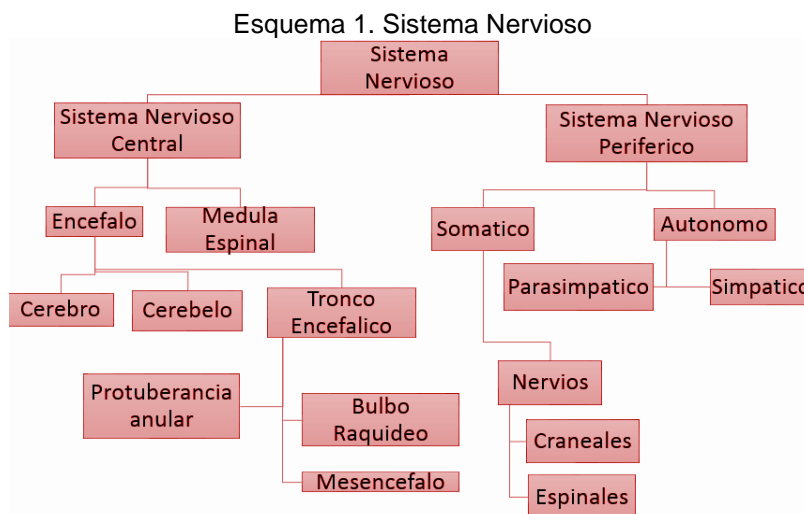 Esquema 1. Sistema Nervioso
Sistema
Nervioso
Sistema Nervioso
Central
Sistema Nervioso
Periferico
Encefalo
Medula
Espinal
Somatico
Autonomo
Cerebro
Cerebelo
Tronco
Encefalico
Parasimpatico
Simpatico
Protuberancia
anular
Bulbo
Raquideo
Mesencefalo
Nervios
Craneales
Espinales